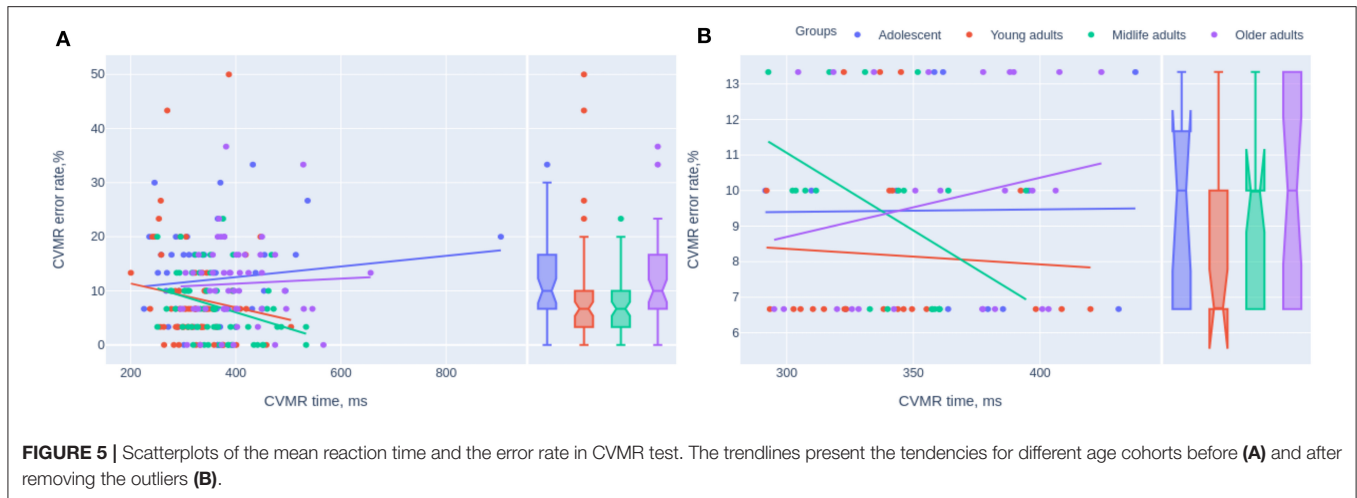 A
B
Groups
Adolescent
Young adults
Midlife adults
Older adults
CVMR error rate,%
50
40
30
20
10
0
200
400
600
800
CVMR time, ms
CVMR error rate,%
13
12
11
10
9
8
7
6
300
350
400
CVMR time, ms
FIGURE 5 | Scatterplots of the mean reaction time and the error rate in CVMR test. The trendlines present the tendencies for different age cohorts before (A) and after
removing the outliers (B).